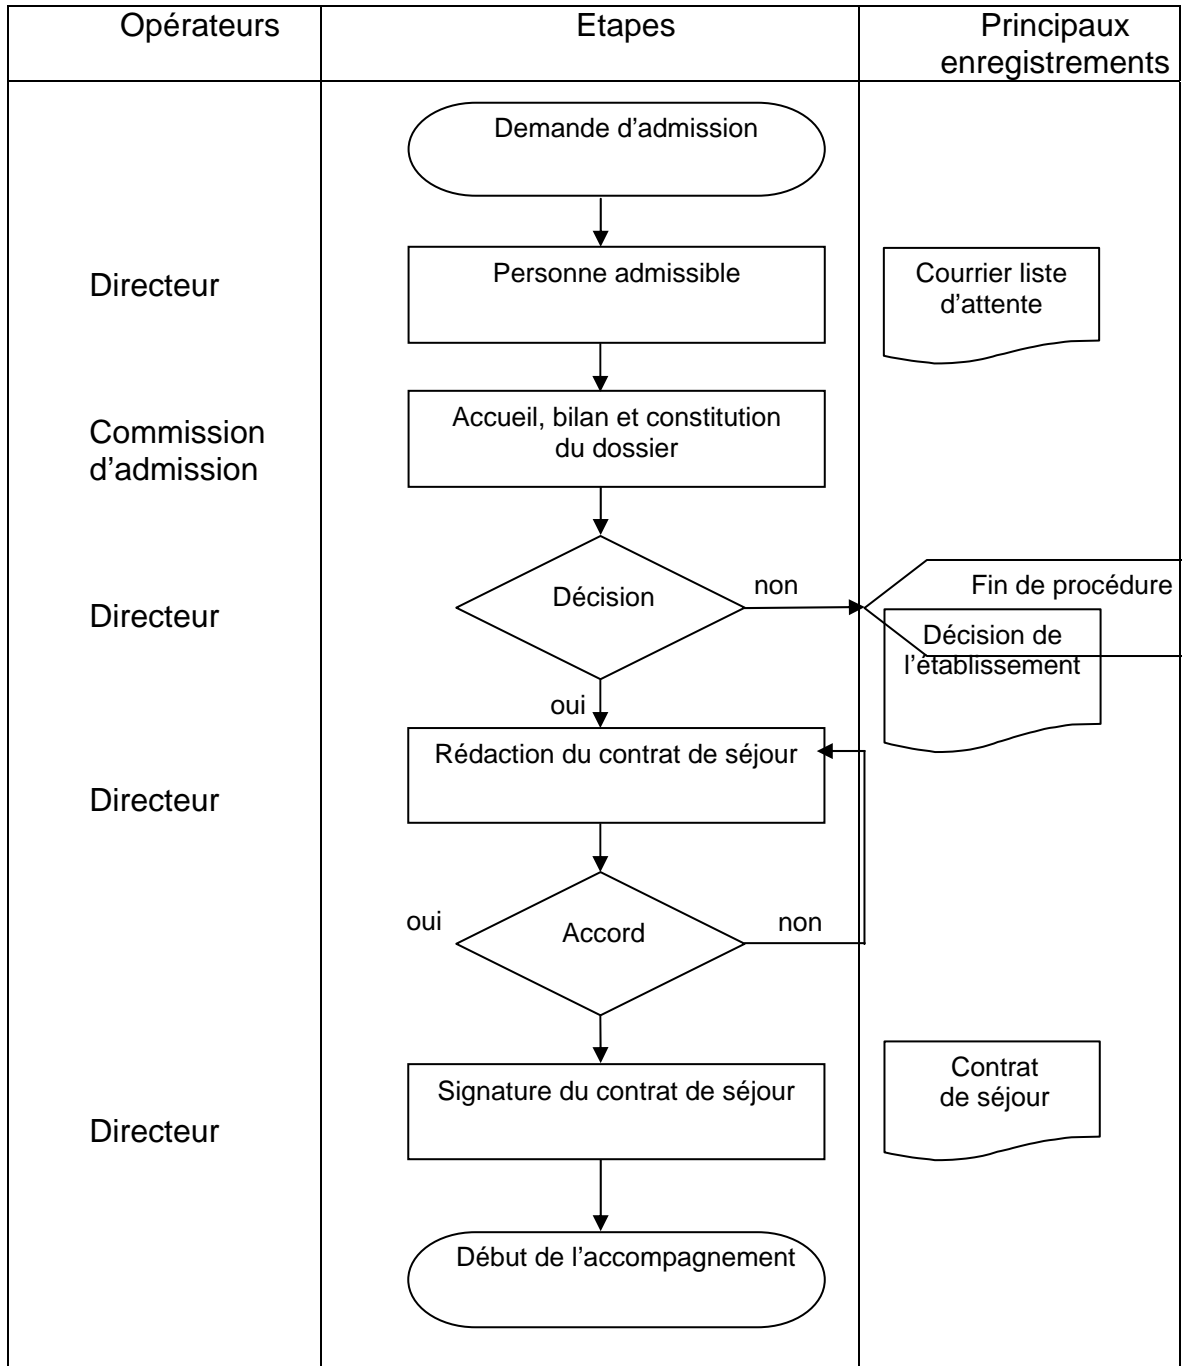 Opérateurs
Etapes
Principaux
enregistrements
Demande d’admission
Directeur
Personne admissible
Courrier liste
d’attente
Commission
d’admission
Accueil, bilan et constitution
du dossier
Directeur
Décision
non
Fin de procédure
Décision de
l’établissement
oui
Directeur
Rédaction du contrat de séjour
oui
Accord
non
Directeur
Signature du contrat de séjour
Contrat
de séjour
Début de l’accompagnement